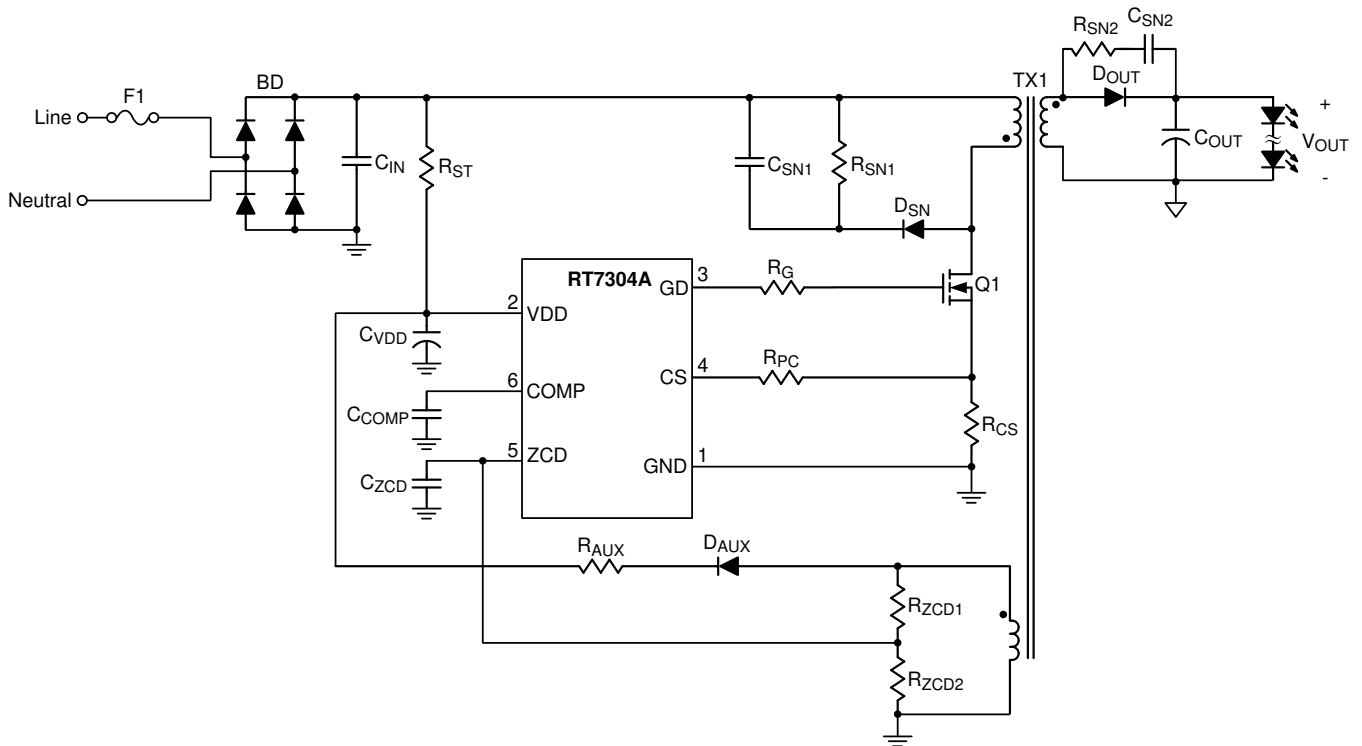 RSN2
CSN2
BD
TX1
DOUT
F1
Line
+
CIN
RST
CSN1
RSN1
COUT
VOUT
Neutral
-
DSN
RT7304A
3
RG
GD
Q1
2
VDD
CVDD
RPC
4
CS
6
COMP
CCOMP
RCS
5
ZCD
1
GND
CZCD
RAUX
DAUX
RZCD1
RZCD2